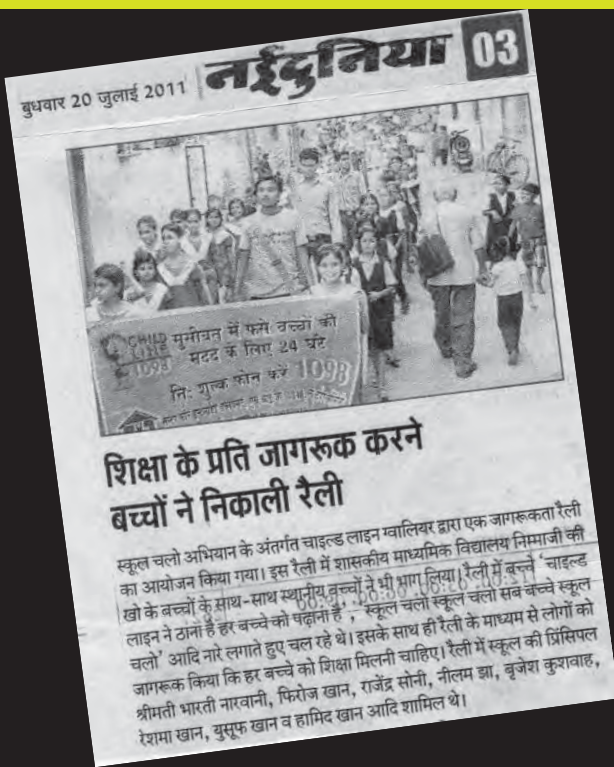 बुधवार 20 जुलाई 2011
नईदुनिया
03
CHILD
LINE
1098
मुसीबत में फसे बच्चों की
मदद के लिए 24 घंटे
नि: शुल्क फोन करें 1098
शिक्षा के प्रति जागरूक करने
बच्चों ने निकाली रैली
स्कूल चलो अभियान के अंतर्गत चाइल्ड लाइन ग्वालियर द्वारा एक जागरूकता रैली
का आयोजन किया गया। इस रैली में शासकीय माध्यमिक विद्यालय निम्माजी की
खो के बच्चों के साथ-साथ स्थानीय बच्चों ने भी भाग लिया। रैली में बच्चे 'चाइल्ड
लाइन ने ठाना है हर बच्चे को पढ़ाना है', 'स्कूल चलो स्कूल चलो सब बच्चे स्कूल
चलो' आदि नारे लगाते हुए चल रहे थे। इसके साथ ही रैली के माध्यम से लोगों को
जागरूक किया कि हर बच्चे को शिक्षा मिलनी चाहिए। रैली में स्कूल की प्रिंसिपल
श्रीमती भारती नारवानी, फिरोज खान, राजेंद्र सोनी, नीलम झा, बृजेश कुशवाह,
रेशमा खान, युसूफ खान व हामिद खान आदि शामिल थे।